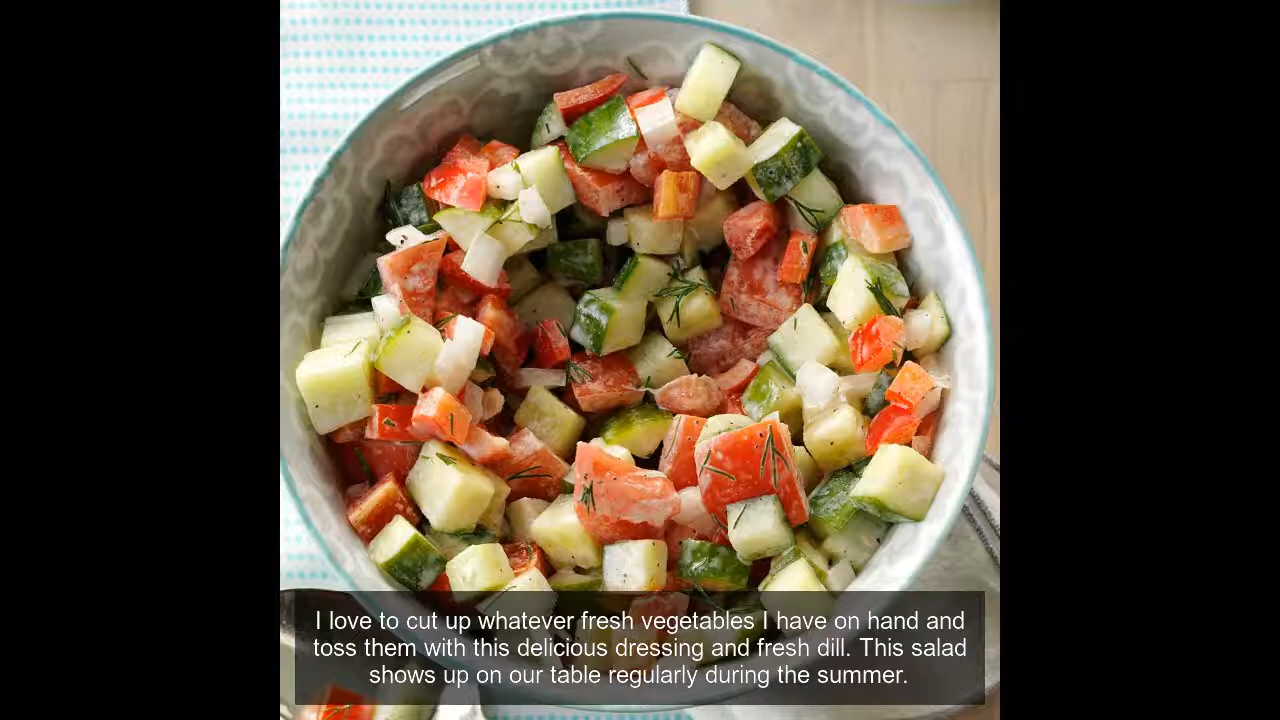 I love to cut up whatever fresh vegetables I have on hand and
toss them with this delicious dressing and fresh dill. This salad
shows up on our table regularly during the summer.